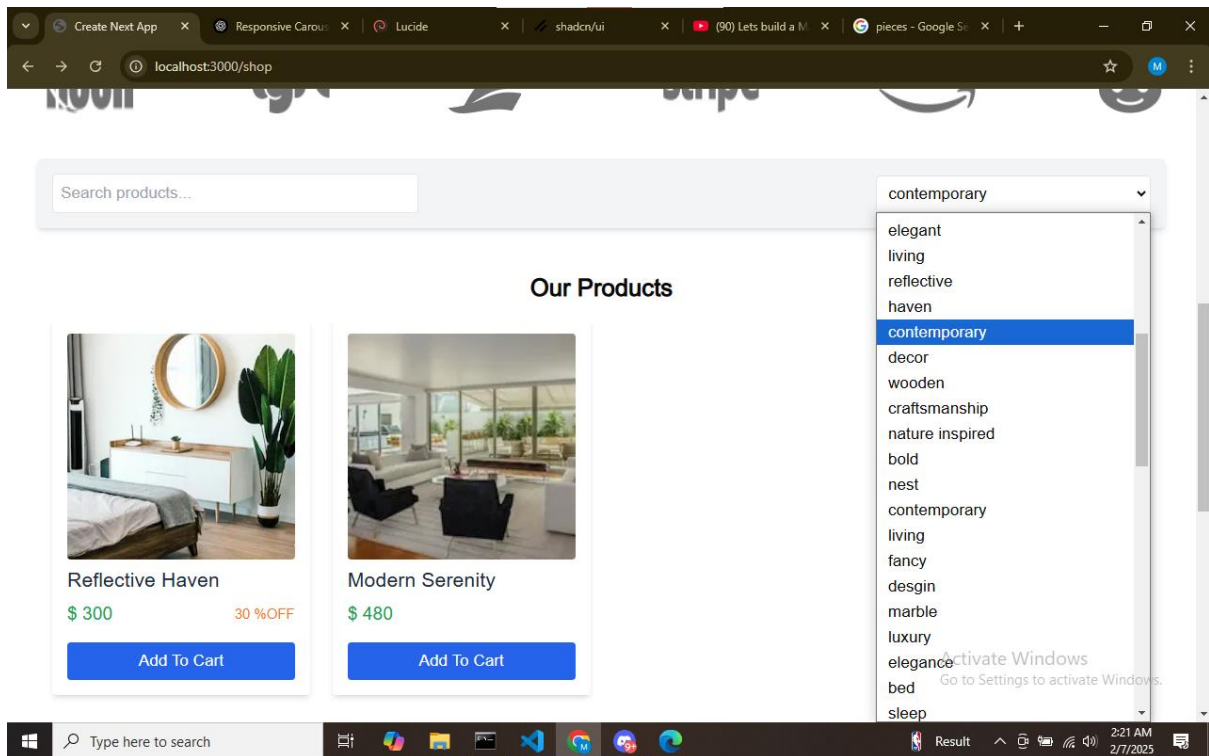 Create Next App
Responsive Carous
Lucide
shadcn/ui
(90) Lets build a M
pieces - Google Se
localhost:3000/shop
stripe
Search products...
contemporary
elegant
living
reflective
haven
contemporary
decor
wooden
craftsmanship
nature inspired
bold
nest
contemporary
living
fancy
desgin
marble
luxury
elegance
bed
sleep
Our Products
Reflective Haven
$ 300
30 %OFF
Add To Cart
Modern Serenity
$ 480
Add To Cart
Activate Windows
Go to Settings to activate Windows.
Type here to search
Result
2:21 AM
2/7/2025